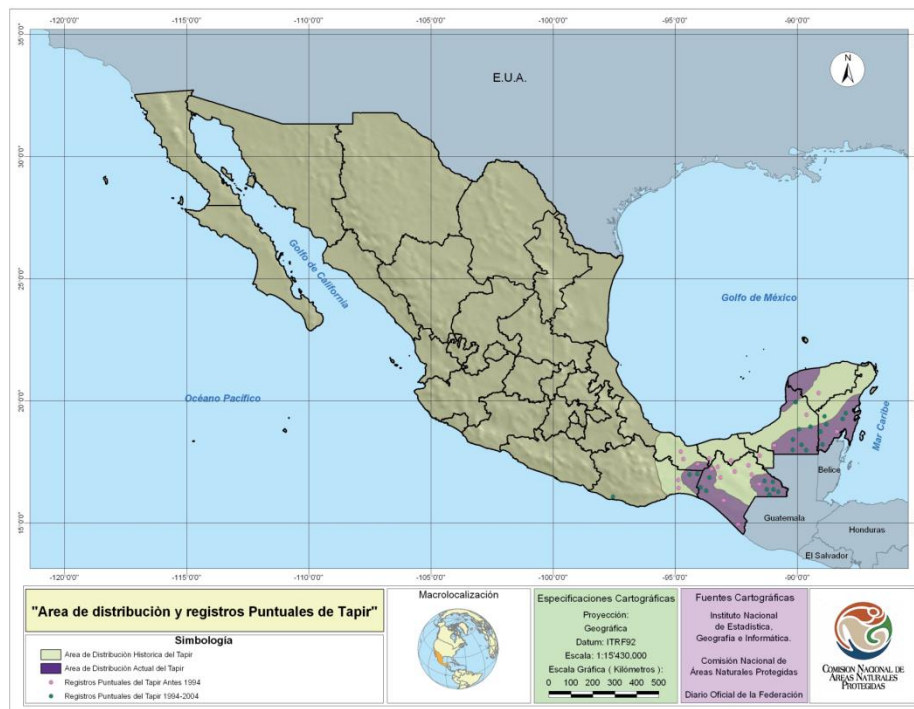 -120°0'0" -115°0'0" -110°0'0" -105°0'0" -100°0'0" -95°0'0" -90°0'0"
35°0'0"
30°0'0"
25°0'0"
20°0'0"
15°0'0"
E.U.A.
N
Golfo de California
Golfo de México
Océano Pacífico
Mar Caribe
Belice
Guatemala
Honduras
El Salvador
-120°0'0" -115°0'0" -110°0'0" -105°0'0" -100°0'0" -95°0'0" -90°0'0"
"Area de distribuciòn y registros Puntuales de Tapir"
Simbología
Area de Distribución Historica del Tapir
Area de Distribución Actual del Tapir
Registros Puntuales del Tapir Antes 1994
Registros Puntuales del Tapir 1994-2004
Macrolocalización
Especificaciones Cartográficas
Proyección:
Geográfica
Datum: ITRF92
Escala: 1:15'430,000
Escala Gráfica ( Kilómetros ):
0 100 200 300 400 500
Fuentes Cartográficas
Instituto Nacional
de Estadística,
Geografía e Informática.
Comisión Nacional de
Áreas Naturales Protegidas
Diario Oficial de la Federación
COMISION NACIONAL DE
ÁREAS NATURALES
PROTEGIDAS